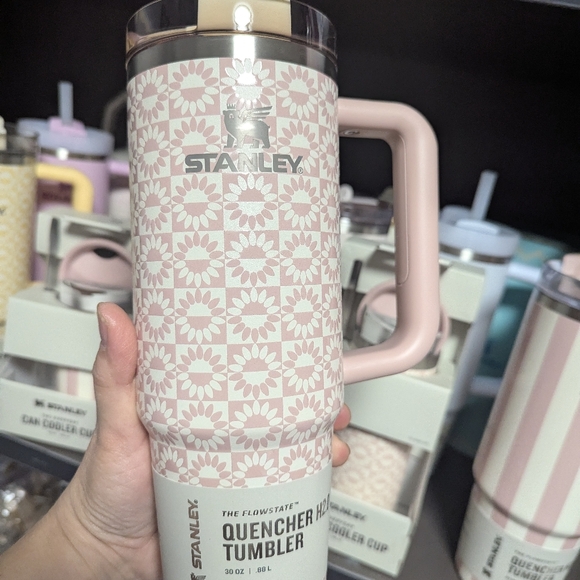 STANLEY®
THE FLOWSTATE™
QUENCHER H2.0
TUMBLER
30 OZ | .88 L
STANLEY.
STANLEY
CAR COOLER CUP
COOLER CUP
STANLEY
QUENCHER
TUMBLER